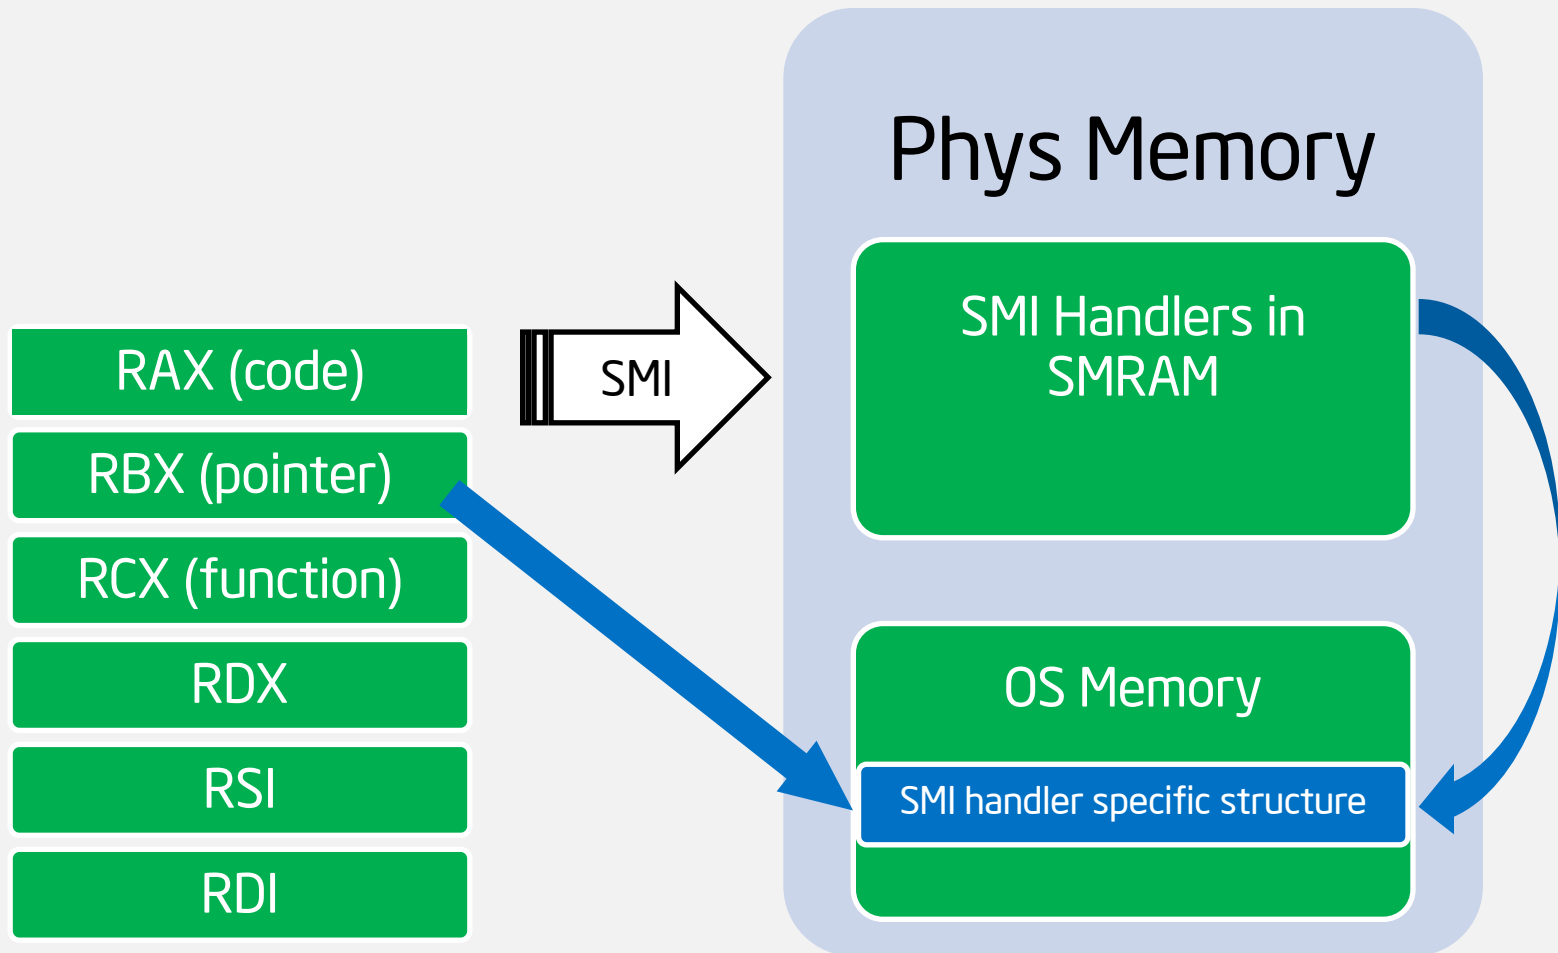 Phys Memory
SMI Handlers in
SMRAM
RAX (code)
SMI
RBX (pointer)
RCX (function)
RDX
OS Memory
RSI
SMI handler specific structure
RDI